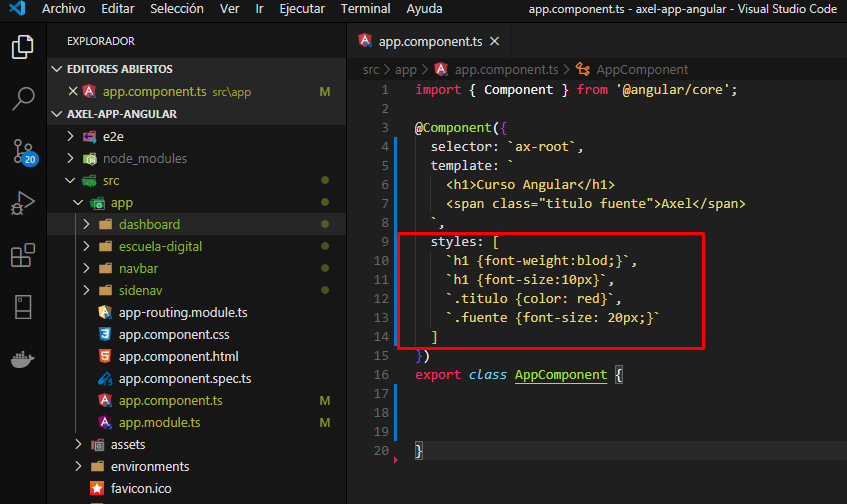 Archivo Editar Selección Ver Ir Ejecutar Terminal Ayuda app.component.ts - axel-app-angular - Visual Studio Code
EXPLORADOR
EDITORES ABIERTOS
app.component.ts src\app M
AXEL-APP-ANGULAR
e2e
node_modules
src
app
dashboard
escuela-digital
navbar
sidenav
app-routing.module.ts
app.component.css
app.component.html
app.component.spec.ts
app.component.ts M
app.module.ts M
assets
environments
favicon.ico
20
app.component.ts
src > app > app.component.ts > AppComponent
1 import { Component } from '@angular/core';
2
3 @Component({
4 selector: `ax-root`,
5 template: `
6 <h1>Curso Angular</h1>
7 <span class="titulo fuente">Axel</span>
8 `,
9 styles: [
10 `h1 {font-weight:blod;}`,
11 `h1 {font-size:10px}`,
12 `.titulo {color: red}`,
13 `.fuente {font-size: 20px;}`
14 ]
15 })
16 export class AppComponent {
17
18
19
20 }